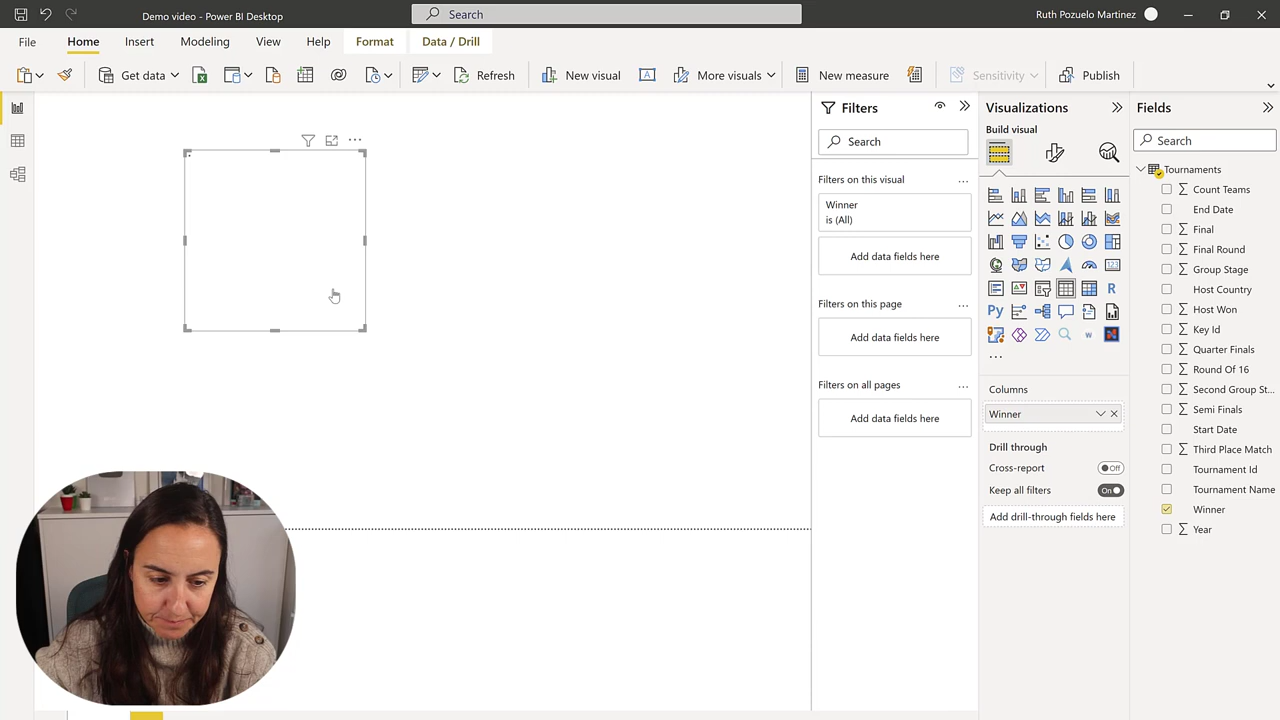 Demo video - Power BI Desktop
Search
Ruth Pozuelo Martinez
File
Home
Insert
Modeling
View
Help
Format
Data / Drill
Get data
Refresh
New visual
More visuals
New measure
Sensitivity
Publish
Filters
Search
Filters on this visual
Winner
is (All)
Add data fields here
Filters on this page
Add data fields here
Filters on all pages
Add data fields here
Visualizations
Build visual
R
Py
Columns
Winner
Drill through
Cross-report
Off
Keep all filters
On
Add drill-through fields here
Fields
Search
Tournaments
Count Teams
End Date
Final
Final Round
Group Stage
Host Country
Host Won
Key Id
Quarter Finals
Round Of 16
Second Group St...
Semi Finals
Start Date
Third Place Match
Tournament Id
Tournament Name
Winner
Year